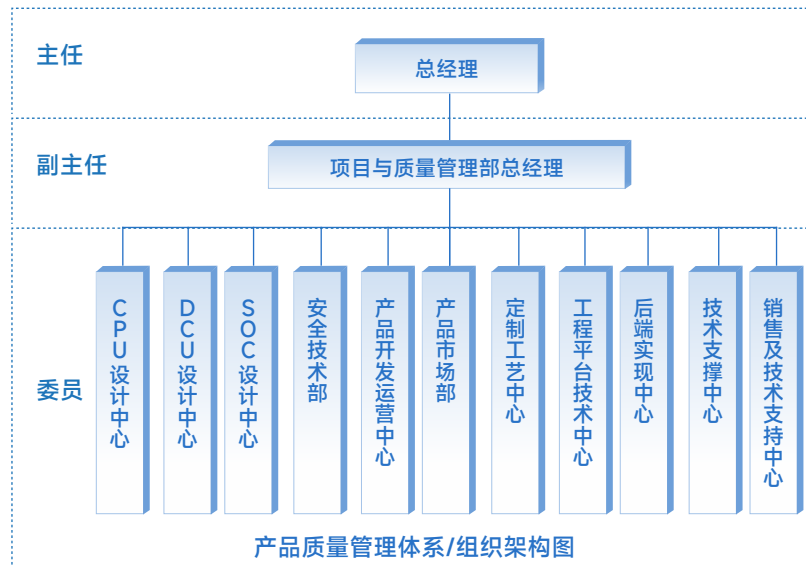 主任
总经理
副主任
项目与质量管理部总经理
委员
CPU设计中心
DCU设计中心
SOC设计中心
安全技术部
产品开发运营中心
产品市场部
定制工艺中心
工程平台技术中心
后端实现中心
技术支撑中心
销售及技术支持中心
产品质量管理体系/组织架构图